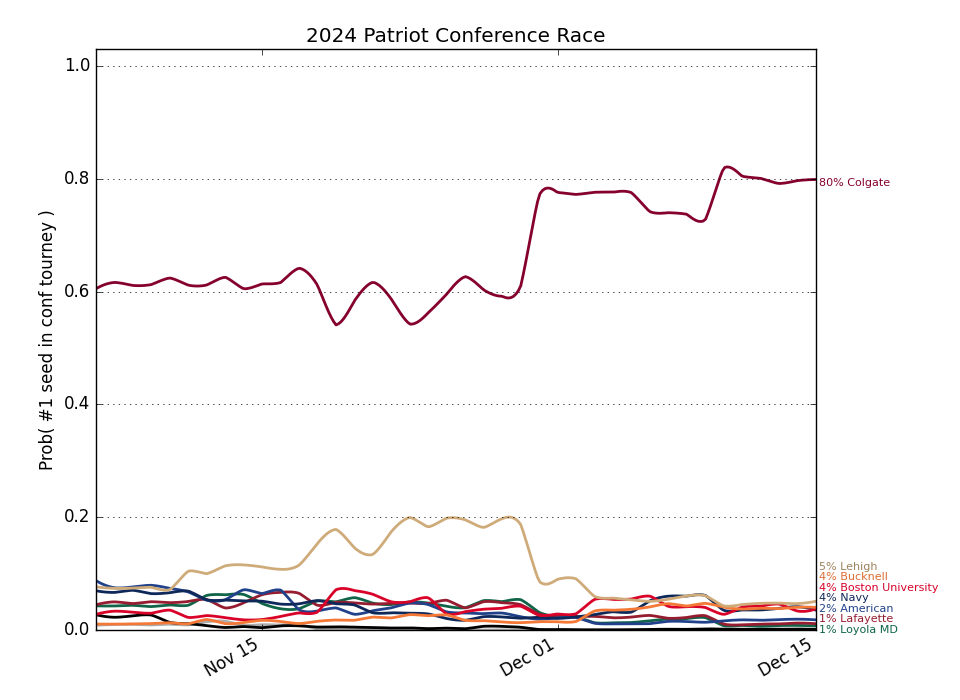 2024 Patriot Conference Race
Prob( #1 seed in conf tourney )
1.0
0.8
0.6
0.4
0.2
0.0
Nov 15
Dec 01
Dec 15
80% Colgate
5% Lehigh
4% Bucknell
4% Boston University
4% Navy
2% American
1% Lafayette
1% Loyola MD